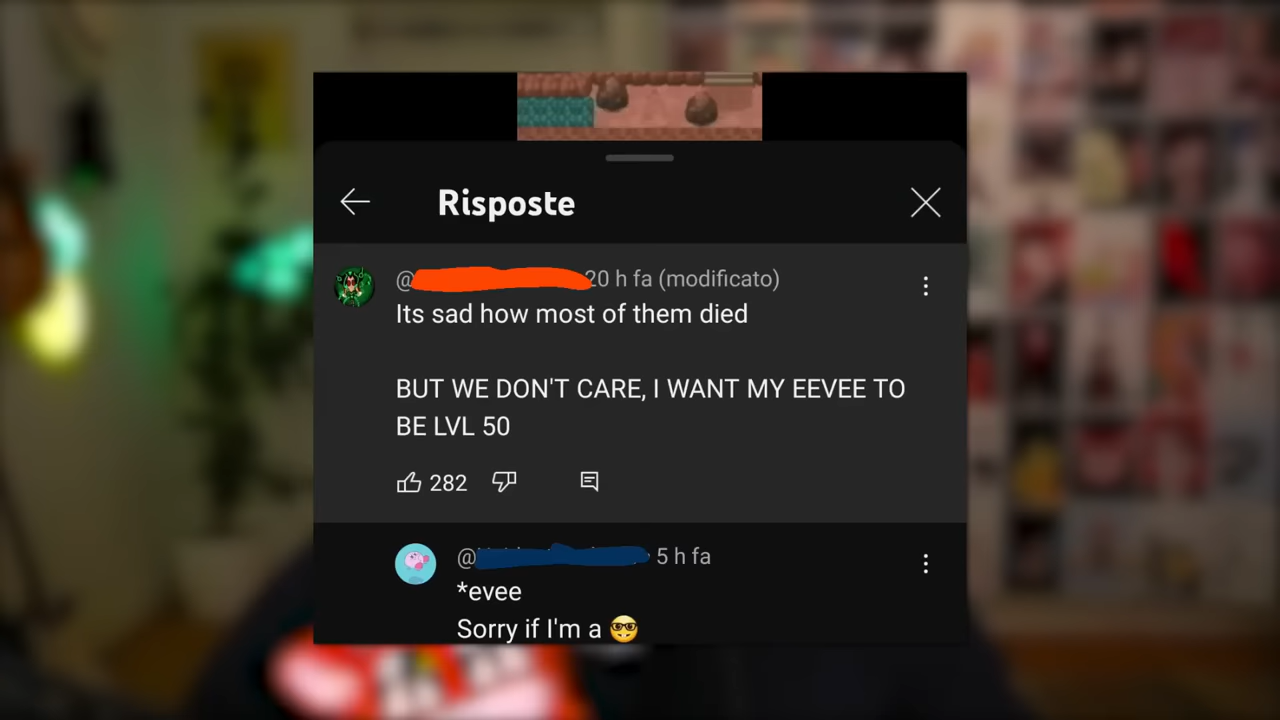 Risposte
@ 20 h fa (modificato)
Its sad how most of them died
BUT WE DON'T CARE, I WANT MY EEVEE TO
BE LVL 50
282
@ 5 h fa
*evee
Sorry if I'm a 🤓